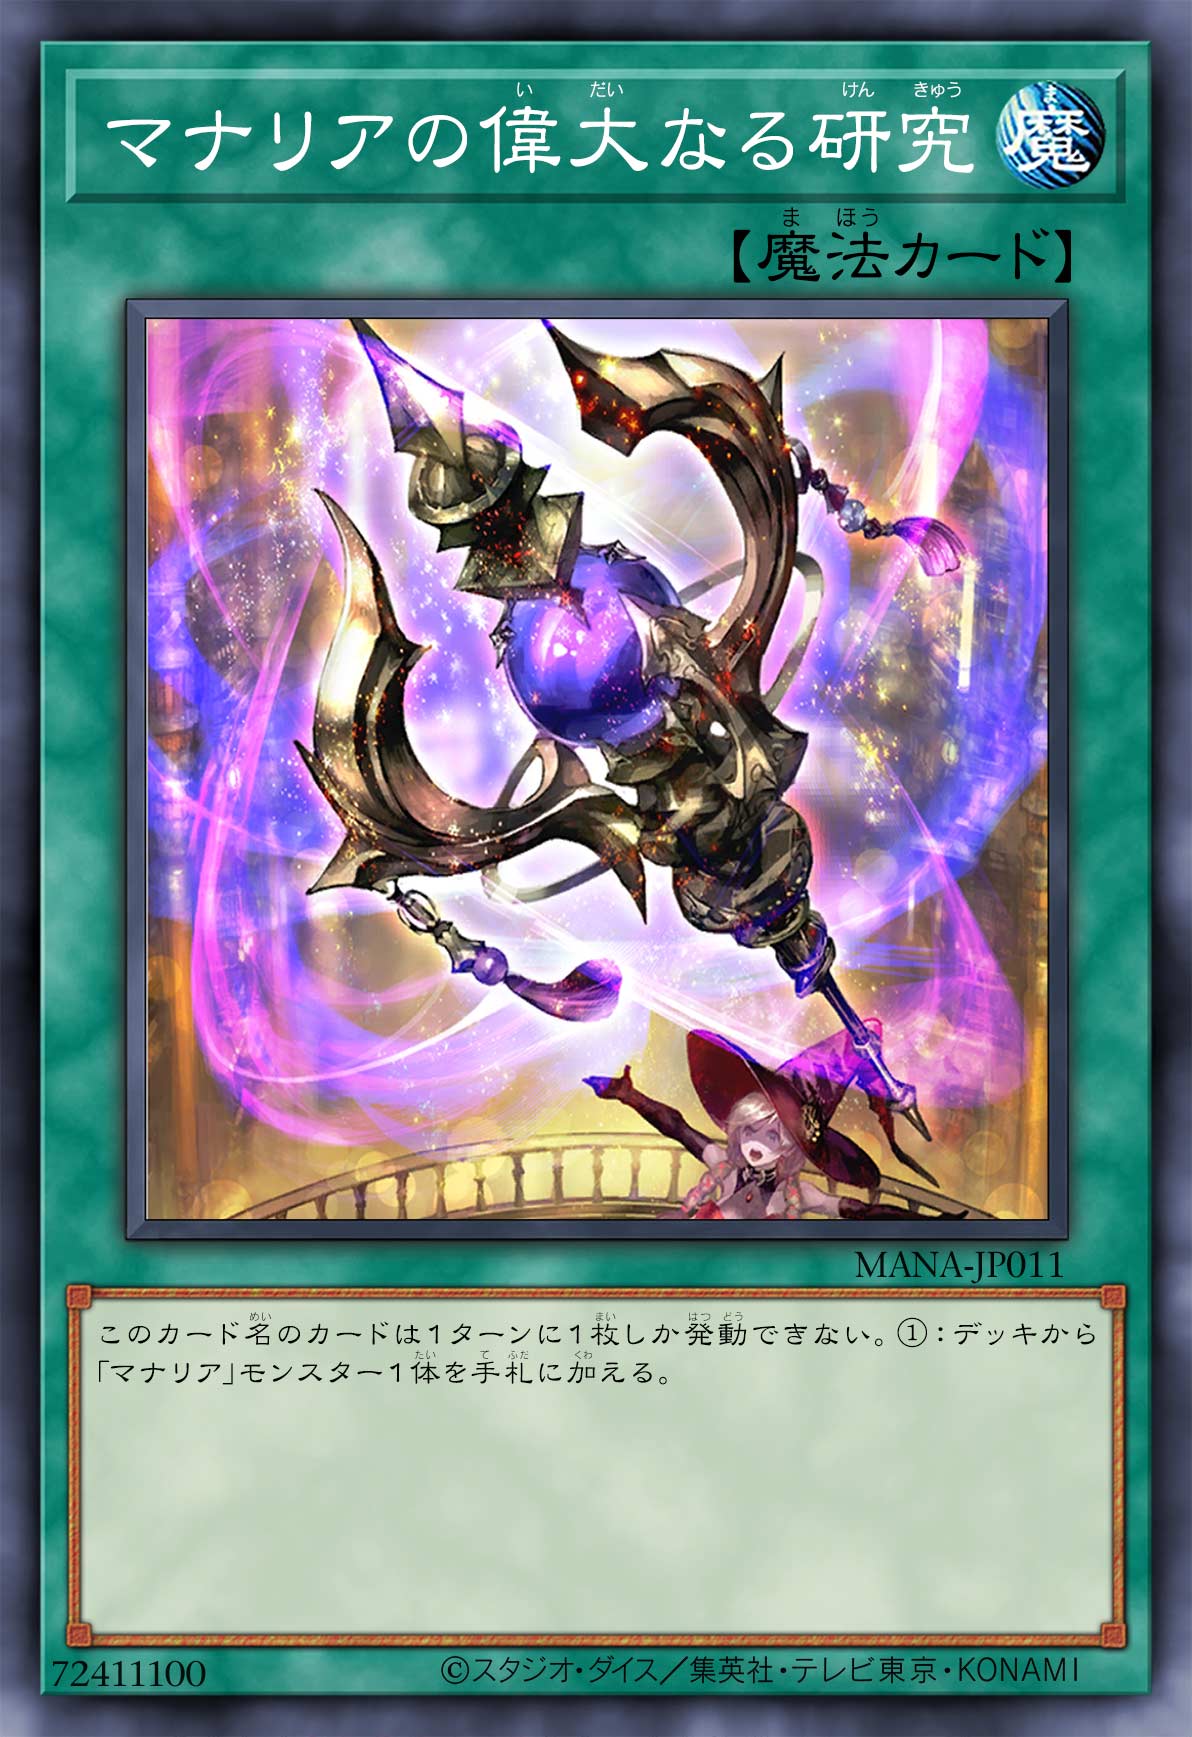 マナリアの偉大なる研究
魔
【魔法カード】
MANA-JP011
このカード名のカードは1ターンに1枚しか発動できない。①：デッキから
「マナリア」モンスター1体を手札に加える。
72411100
©スタジオ・ダイス／集英社・テレビ東京・KONAMI